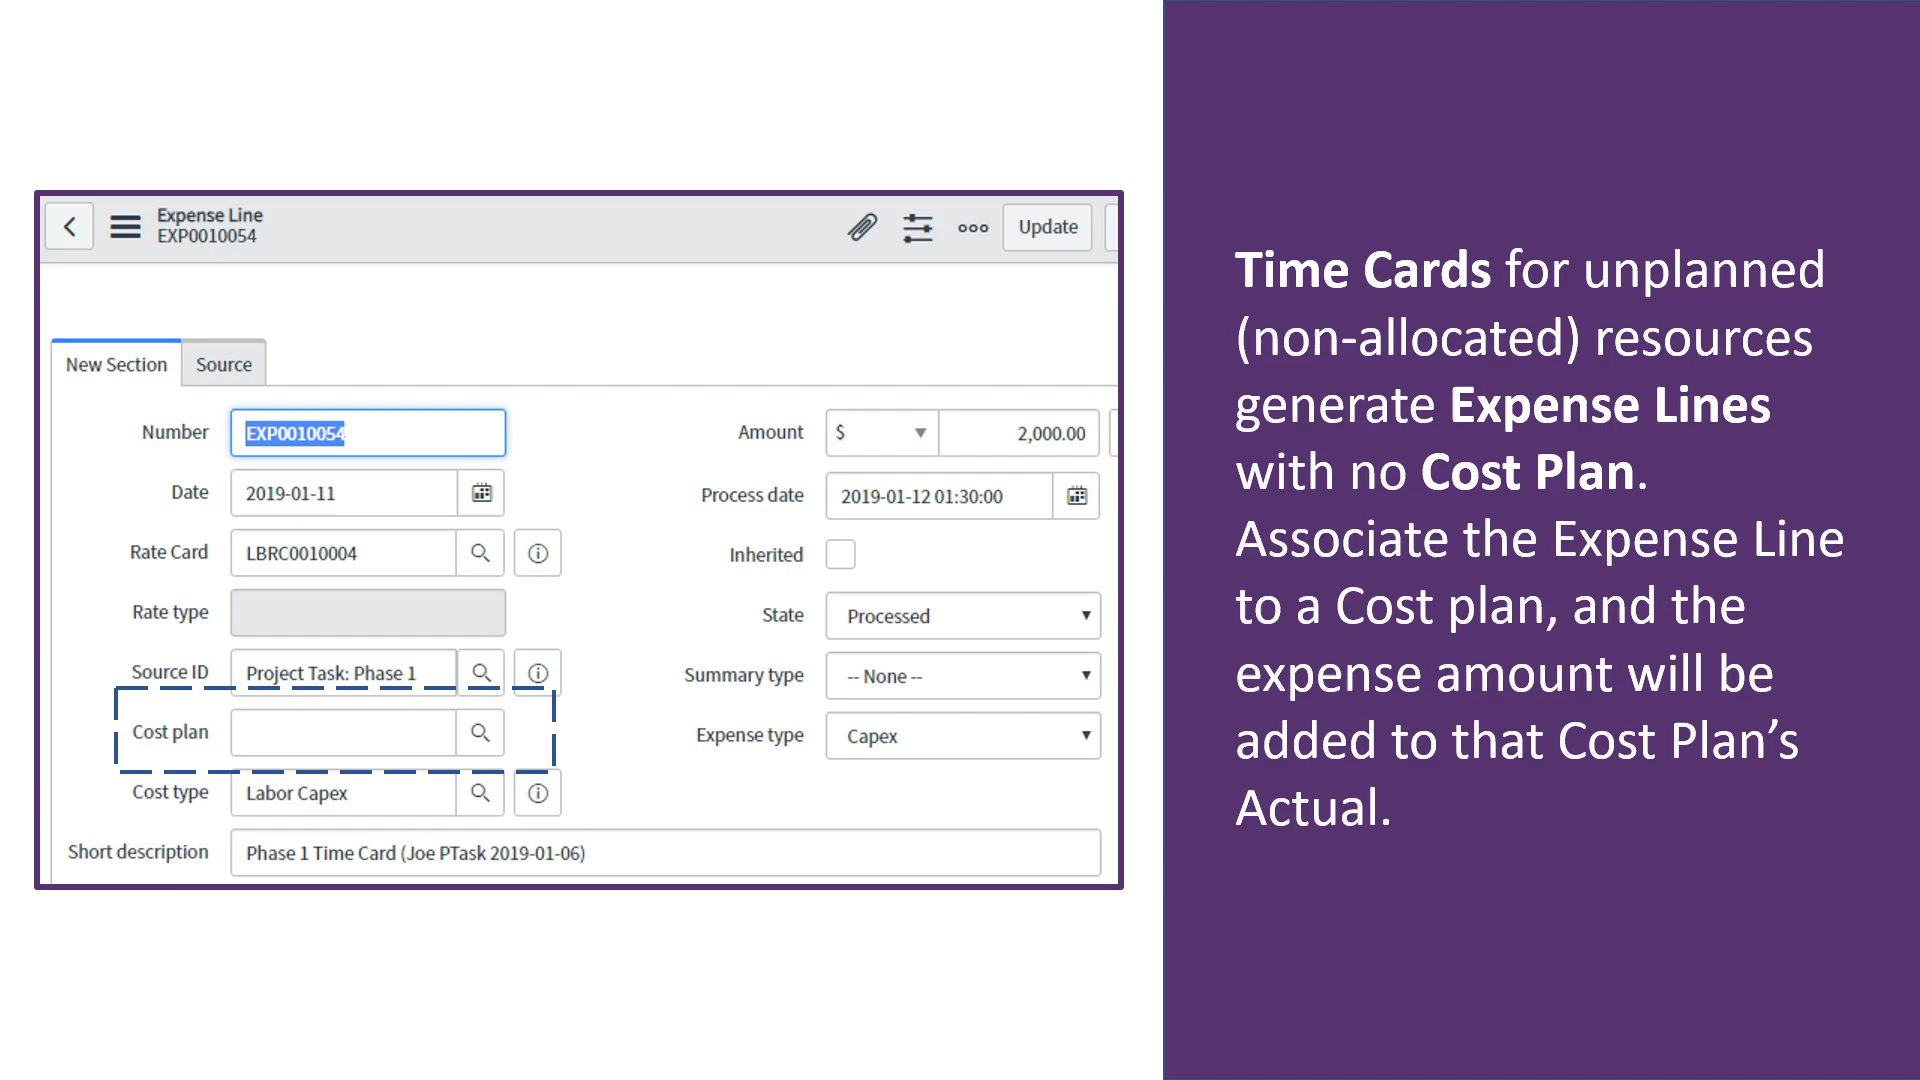 Expense Line
EXP0010054
Update
New Section
Source
Number
EXP0010054
Date
2019-01-11
Rate Card
LBRC0010004
Rate type
Source ID
Project Task: Phase 1
Cost plan
Cost type
Labor Capex
Short description
Phase 1 Time Card (Joe PTask 2019-01-06)
Amount
$
2,000.00
Process date
2019-01-12 01:30:00
Inherited
State
Processed
Summary type
-- None --
Expense type
Capex
Time Cards for unplanned
(non-allocated) resources
generate Expense Lines
with no Cost Plan.
Associate the Expense Line
to a Cost plan, and the
expense amount will be
added to that Cost Plan’s
Actual.